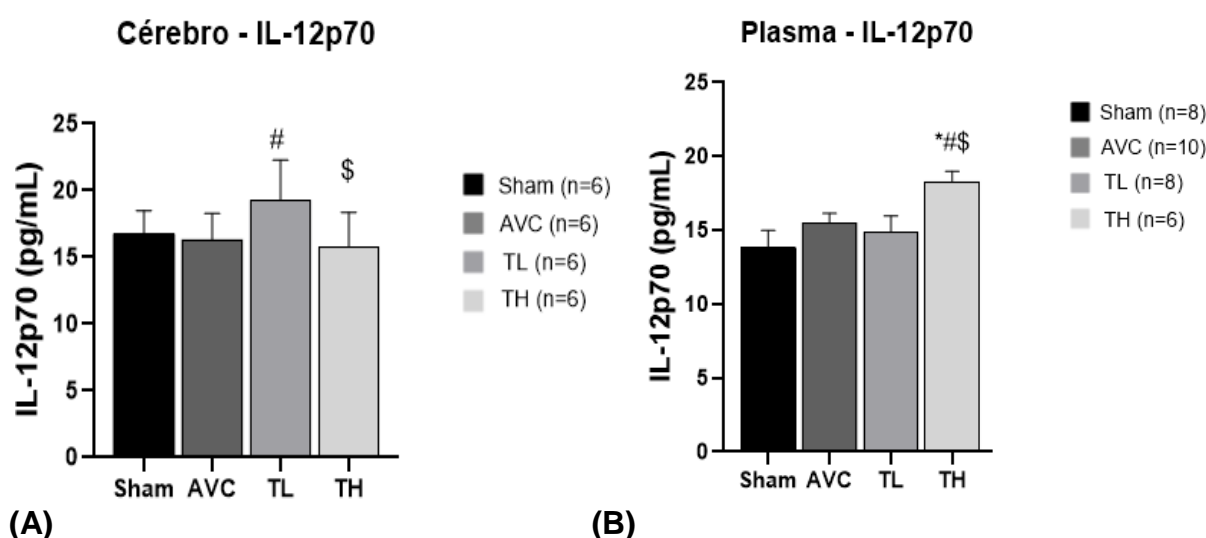 Cérebro - IL-12p70
IL-12p70 (pg/mL)
25
20
15
10
5
0
#
$
Sham AVC TL TH
Sham (n=6)
AVC (n=6)
TL (n=6)
TH (n=6)
(A)
Plasma - IL-12p70
IL-12p70 (pg/mL)
25
20
15
10
5
0
*#$
Sham AVC TL TH
Sham (n=8)
AVC (n=10)
TL (n=8)
TH (n=6)
(B)